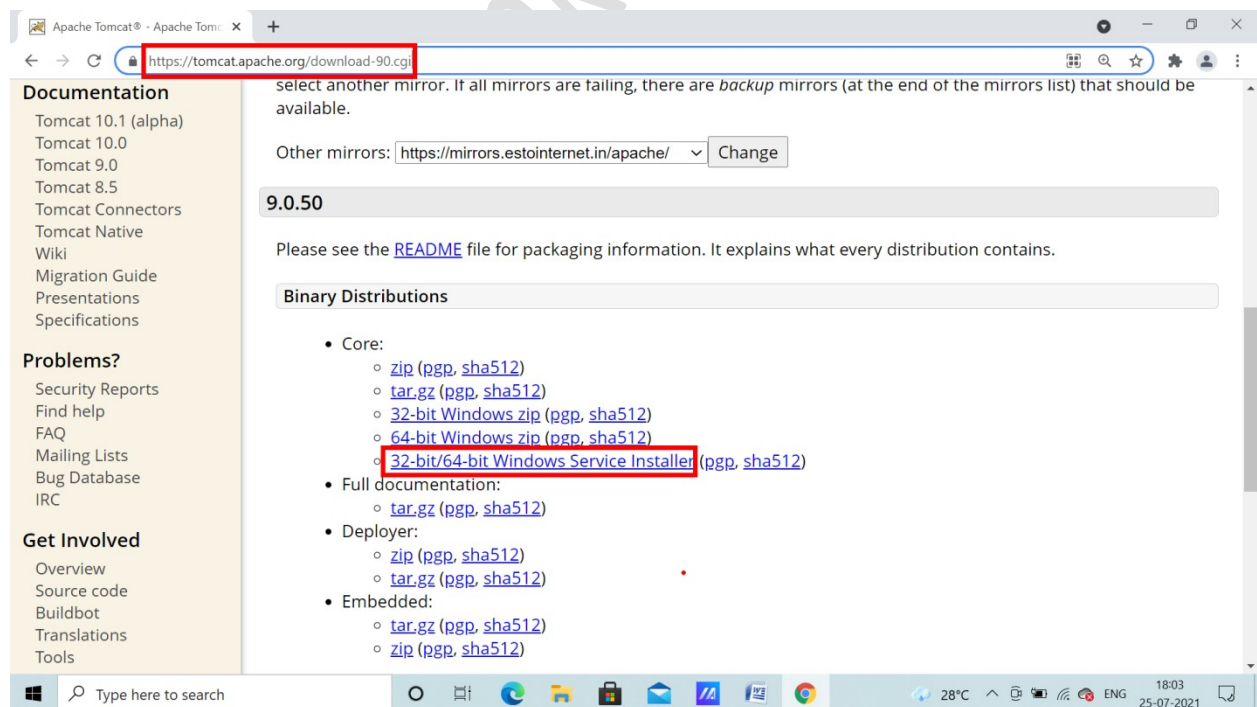 Apache Tomcat® - Apache Tomc
https://tomcat.apache.org/download-90.cgi
Documentation
Tomcat 10.1 (alpha)
Tomcat 10.0
Tomcat 9.0
Tomcat 8.5
Tomcat Connectors
Tomcat Native
Wiki
Migration Guide
Presentations
Specifications
Problems?
Security Reports
Find help
FAQ
Mailing Lists
Bug Database
IRC
Get Involved
Overview
Source code
Buildbot
Translations
Tools
select another mirror. If all mirrors are failing, there are backup mirrors (at the end of the mirrors list) that should be
available.
Other mirrors: https://mirrors.estointernet.in/apache/ Change
9.0.50
Please see the README file for packaging information. It explains what every distribution contains.
Binary Distributions
• Core:
◦ zip (pgp, sha512)
◦ tar.gz (pgp, sha512)
◦ 32-bit Windows zip (pgp, sha512)
◦ 64-bit Windows zip (pgp, sha512)
◦ 32-bit/64-bit Windows Service Installer (pgp, sha512)
• Full documentation:
◦ tar.gz (pgp, sha512)
• Deployer:
◦ zip (pgp, sha512)
◦ tar.gz (pgp, sha512)
• Embedded:
◦ tar.gz (pgp, sha512)
◦ zip (pgp, sha512)
Type here to search
28°C
ENG
18:03
25-07-2021